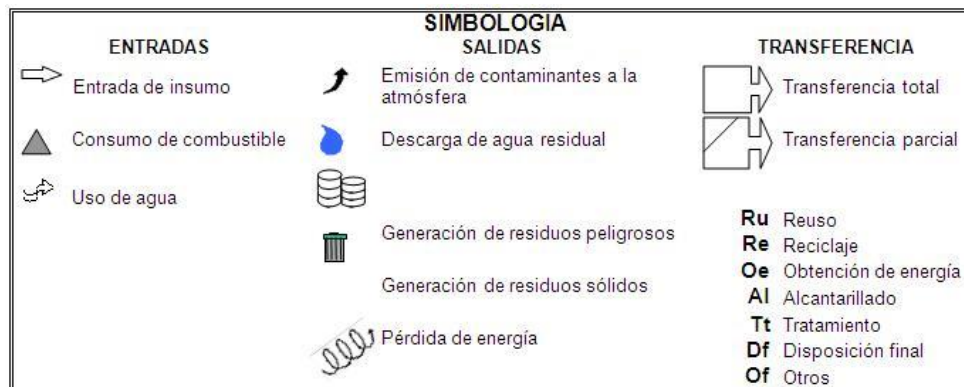 SIMBOLOGIA
ENTRADAS
Entrada de insumo
Consumo de combustible
Uso de agua
SALIDAS
Emisión de contaminantes a la
atmósfera
Descarga de agua residual
Generación de residuos peligrosos
Generación de residuos sólidos
Pérdida de energía
TRANSFERENCIA
Transferencia total
Transferencia parcial
Ru Reuso
Re Reciclaje
Oe Obtención de energía
Al Alcantarillado
Tt Tratamiento
Df Disposición final
Of Otros